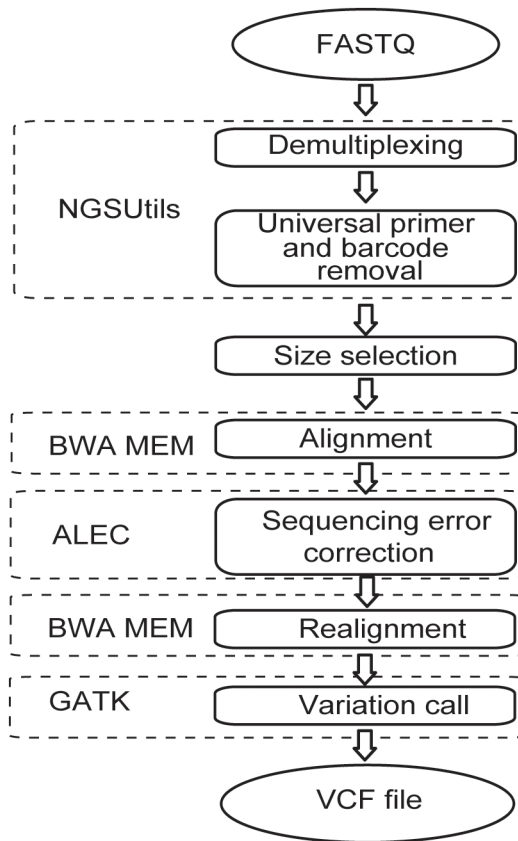 FASTQ
Demultiplexing
NGSUtils
Universal primer
and barcode
removal
Size selection
BWA MEM
Alignment
ALEC
Sequencing error
correction
BWA MEM
Realignment
GATK
Variation call
VCF file